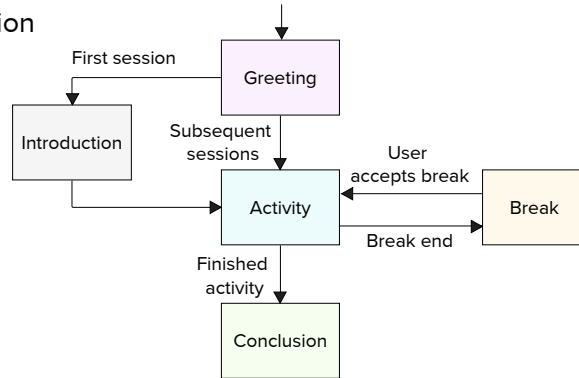 ion
First session
Greeting
Introduction
Subsequent
sessions
User
accepts break
Activity
Break
Break end
Finished
activity
Conclusion